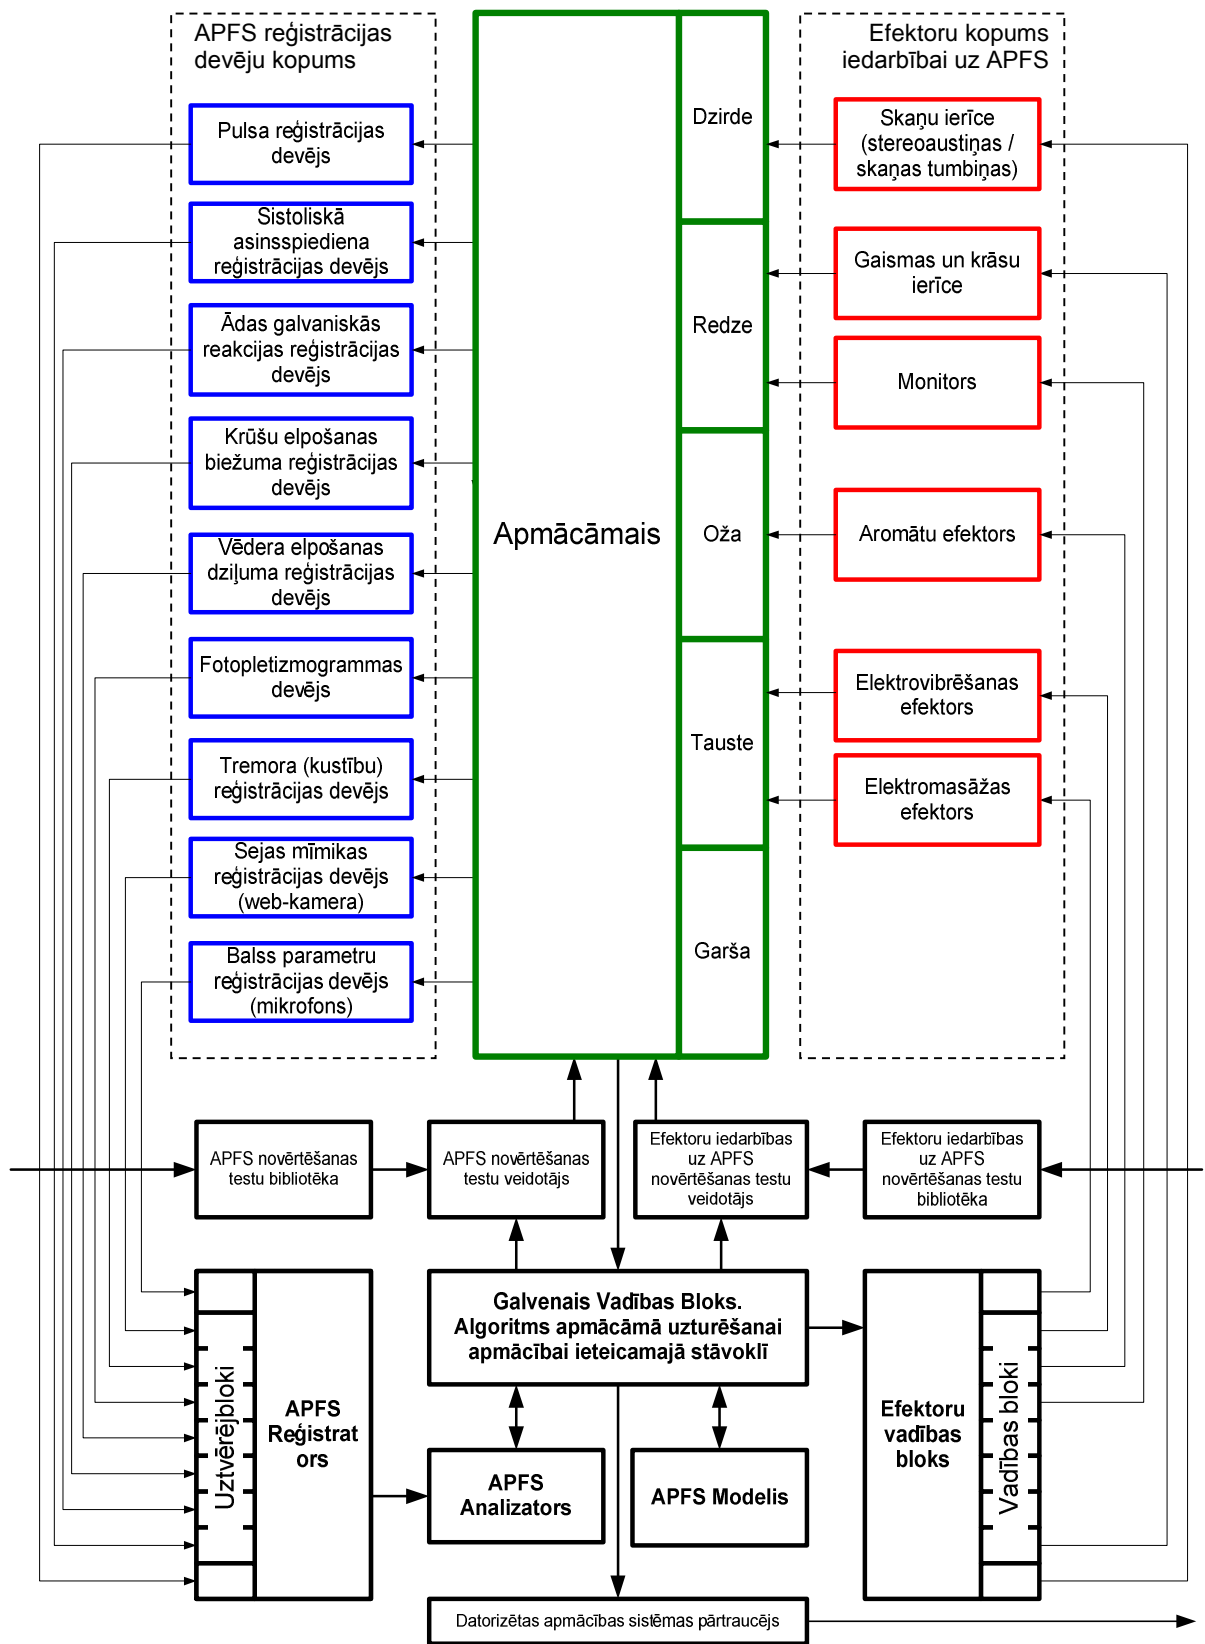 APFS reģistrācijas
devēju kopums
Pulsa reģistrācijas
devējs
Sistoliskā
asinsspiediena
reģistrācijas devējs
Ādas galvaniskās
reakcijas reģistrācijas
devējs
Krūšu elpošanas
biežuma reģistrācijas
devējs
Vēdera elpošanas
dziļuma reģistrācijas
devējs
Fotopletizmogrammas
devējs
Tremora (kustību)
reģistrācijas devējs
Sejas mīmikas
reģistrācijas devējs
(web-kamera)
Balss parametru
reģistrācijas devējs
(mikrofons)
Apmācāmais
Dzirde
Redze
Oža
Tauste
Garša
Efektoru kopums
iedarbībai uz APFS
Skaņu ierīce
(stereoaustiņas /
skaņas tumbiņas)
Gaismas un krāsu
ierīce
Monitors
Aromātu efektors
Elektrovibrēšanas
efektors
Elektromasāžas
efektors
APFS novērtēšanas
testu bibliotēka
APFS novērtēšanas
testu veidotājs
Efektoru iedarbības
uz APFS
novērtēšanas testu
veidotājs
Efektoru iedarbības
uz APFS
novērtēšanas testu
bibliotēka
Uztvērējbloki
APFS
Reģistrat
ors
Galvenais Vadības Bloks.
Algoritms apmācāmā uzturēšanai
apmācībai ieteicamajā stāvoklī
APFS
Analizators
APFS Modelis
Efektoru
vadības
bloks
Vadības bloki
Datorizētas apmācības sistēmas pārtraucējs